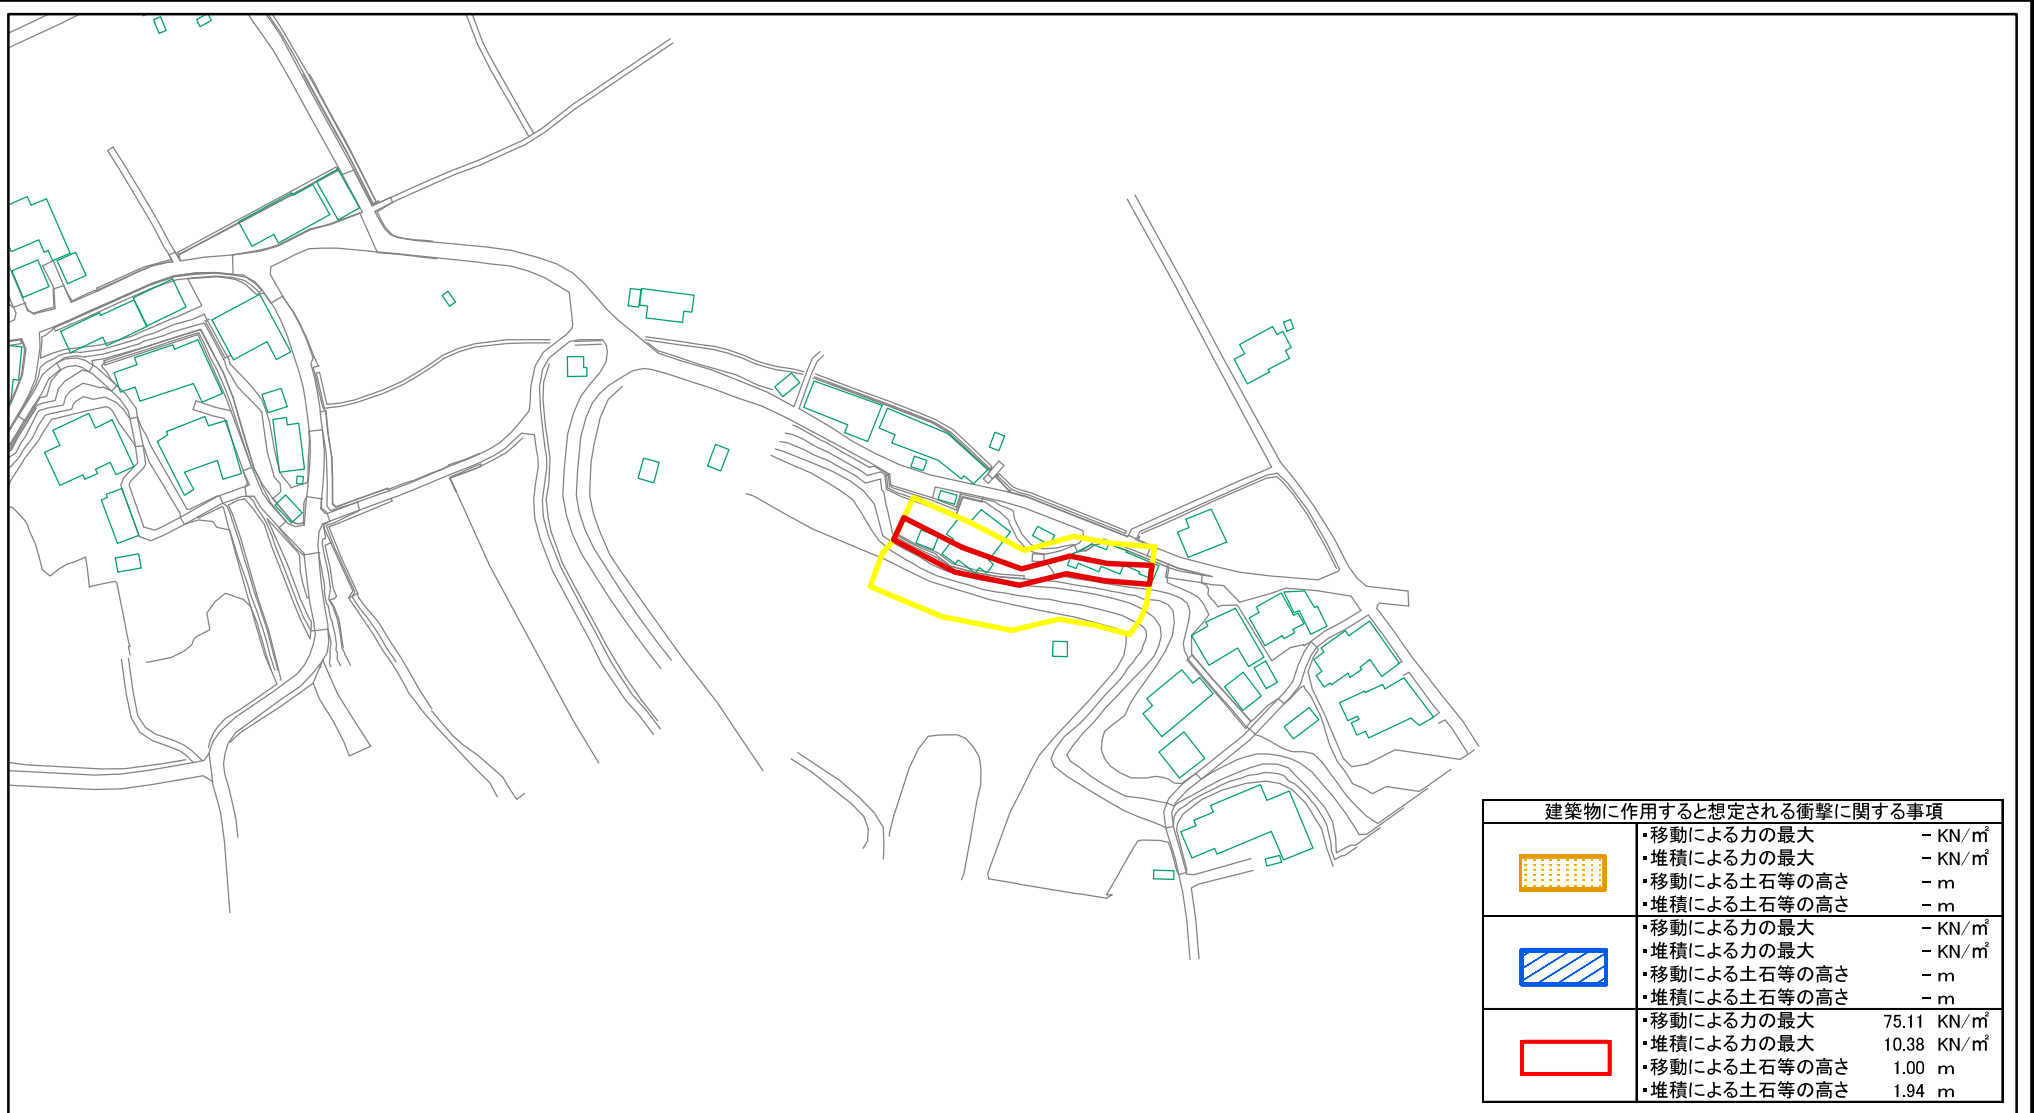 建築物に作用すると想定される衝撃に関する事項
・移動による力の最大 － KN/㎡
・堆積による力の最大 － KN/㎡
・移動による土石等の高さ － m
・堆積による土石等の高さ － m
・移動による力の最大 － KN/㎡
・堆積による力の最大 － KN/㎡
・移動による土石等の高さ － m
・堆積による土石等の高さ － m
・移動による力の最大 75.11 KN/㎡
・堆積による力の最大 10.38 KN/㎡
・移動による土石等の高さ 1.00 m
・堆積による土石等の高さ 1.94 m